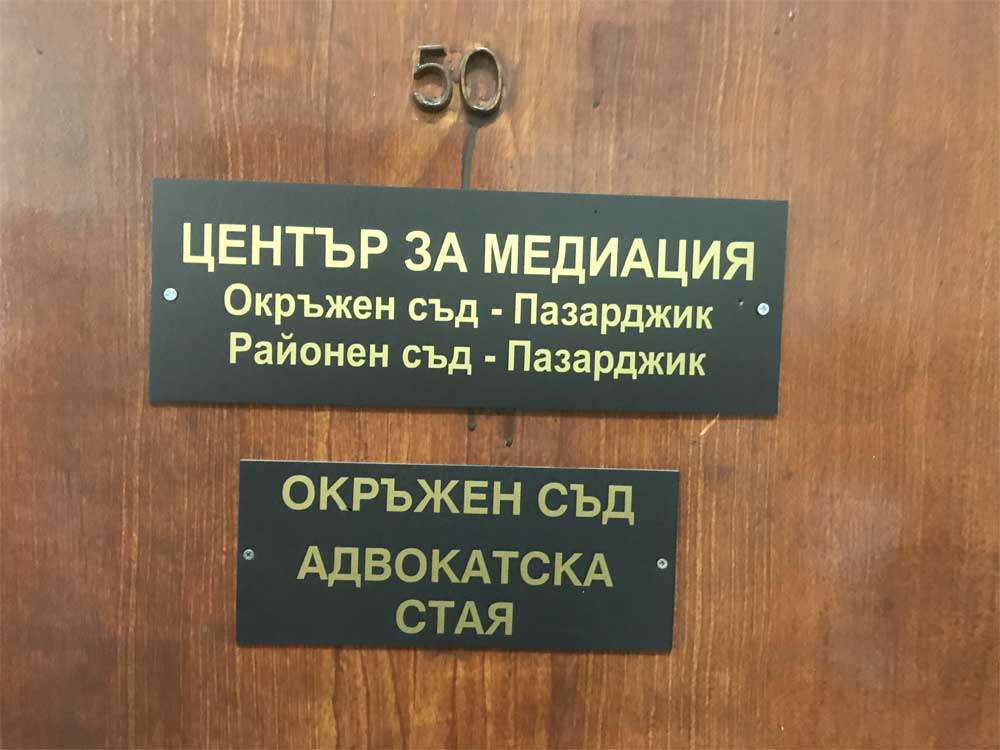 50
ЦЕНТЪР ЗА МЕДИАЦИЯ
Окръжен съд - Пазарджик
Районен съд - Пазарджик
ОКРЪЖЕН СЪД
АДВОКАТСКА
СТАЯ